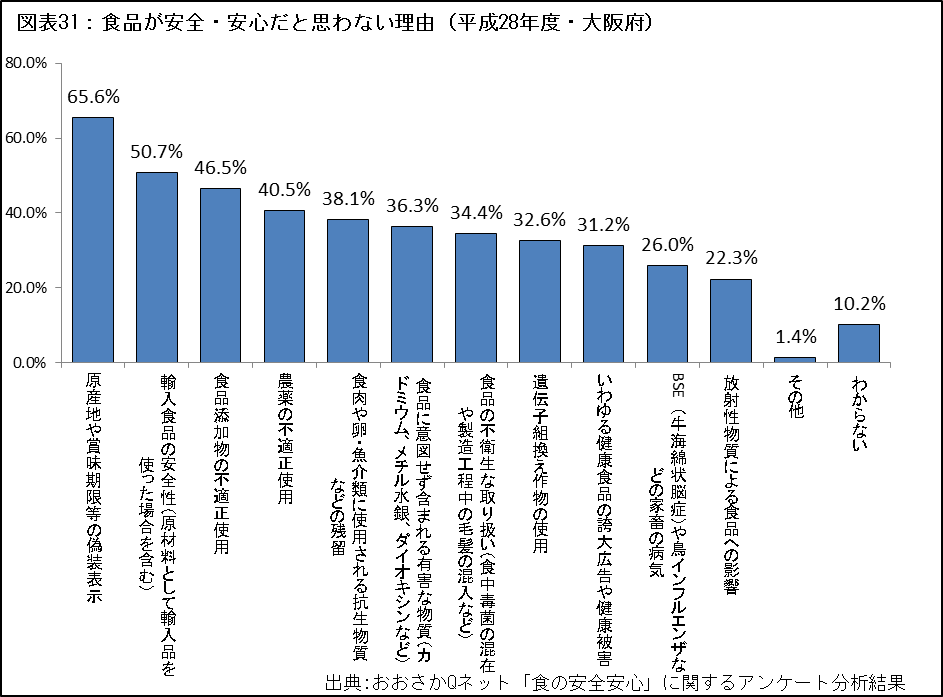 図表31：食品が安全・安心だと思わない理由（平成28年度・大阪府）
80.0%
60.0%
40.0%
20.0%
0.0%
65.6%
50.7%
46.5%
40.5%
38.1%
36.3%
34.4%
32.6%
31.2%
26.0%
22.3%
1.4%
10.2%
原産地や賞味期限等の偽装表示
輸入食品の安全性（原材料として輸入品を
使った場合を含む）
食品添加物の不適正使用
農薬の不適正使用
食肉や卵・魚介類に使用される抗生物質
などの残留
食品に意図せず含まれる有害な物質（カ
ドミウム、メチル水銀、ダイオキシンなど）
食品の不衛生な取り扱い（食中毒菌の混在
や製造工程中の毛髪の混入など）
遺伝子組換え作物の使用
いわゆる健康食品の誇大広告や健康被害
BSE（牛海綿状脳症）や鳥インフルエンザな
どの家畜の病気
放射性物質による食品への影響
その他
わからない
出典:おおさかQネット「食の安全安心」に関するアンケート分析結果